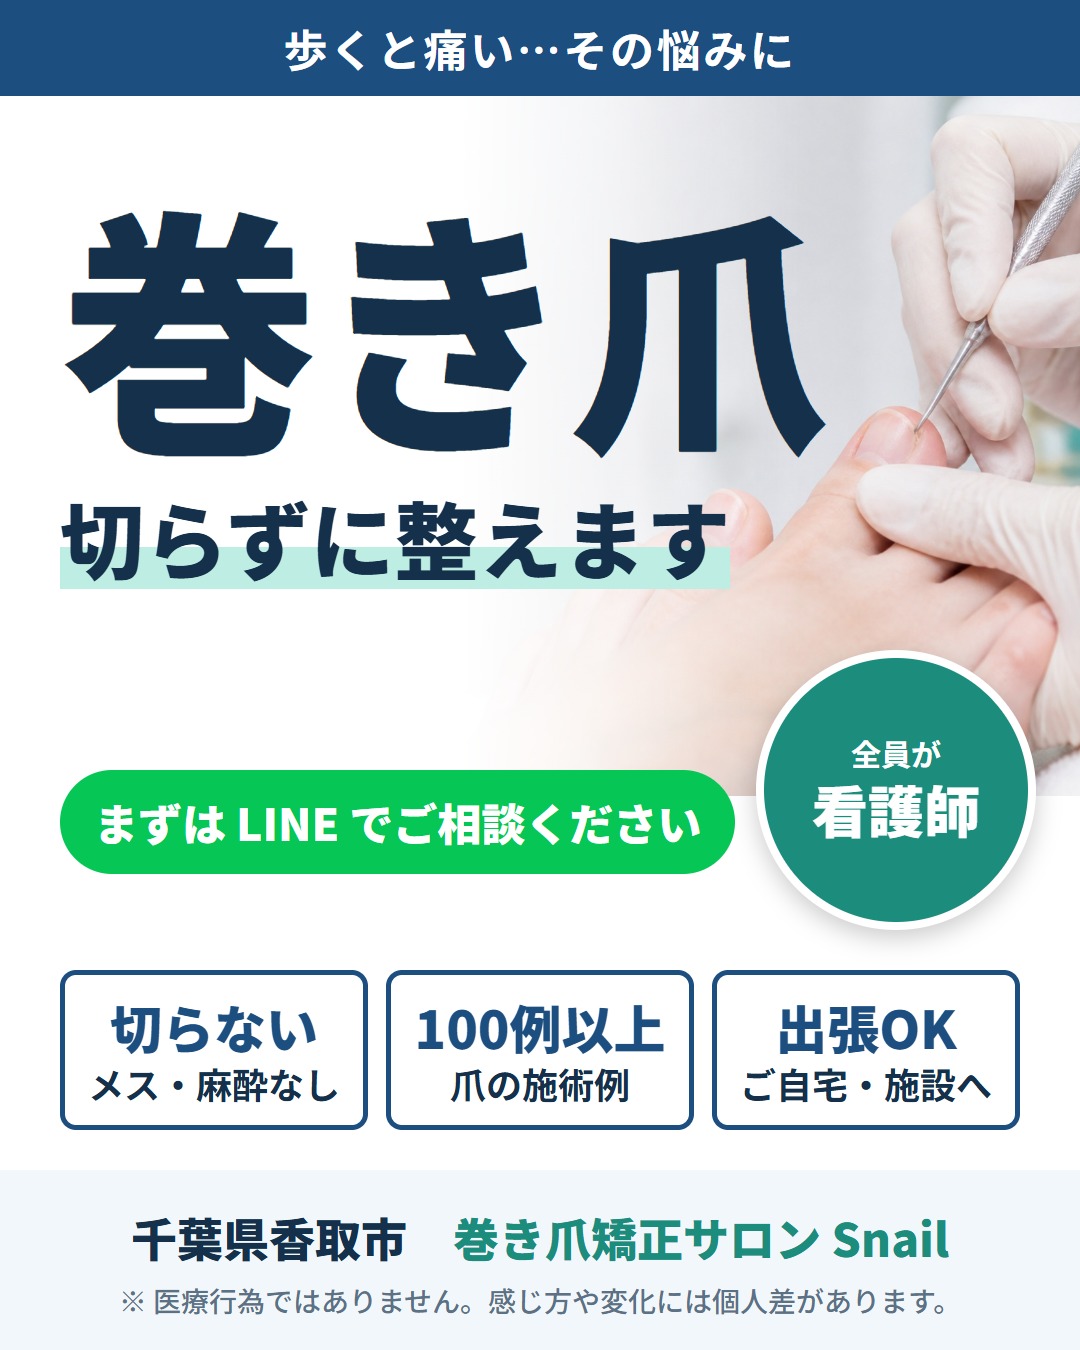 歩くと痛い…その悩みに
巻き爪
切らずに整えます
全員が
看護師
まずは LINE でご相談ください
切らない
メス・麻酔なし
100例以上
爪の施術例
出張OK
ご自宅・施設へ
千葉県香取市　巻き爪矯正サロン Snail
※ 医療行為ではありません。感じ方や変化には個人差があります。